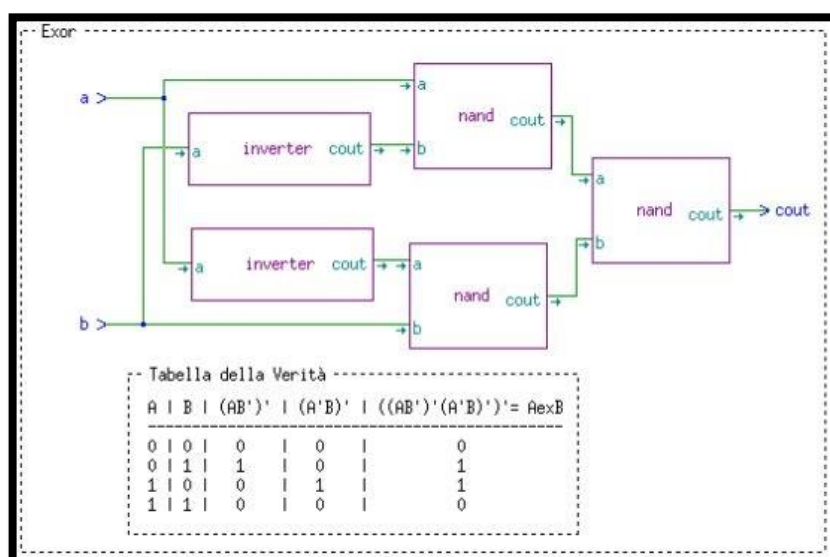 Exor
a
a
nand
cout
b
a
inverter
cout
a
nand
cout
b
cout
a
inverter
cout
a
nand
cout
b
b
Tabella della Verità
A | B | (AB')' | (A'B)' | ((AB')'(A'B)')'= AexB
0 | 0 | 0 | 0 | 0
0 | 1 | 1 | 0 | 1
1 | 0 | 0 | 1 | 1
1 | 1 | 0 | 0 | 0